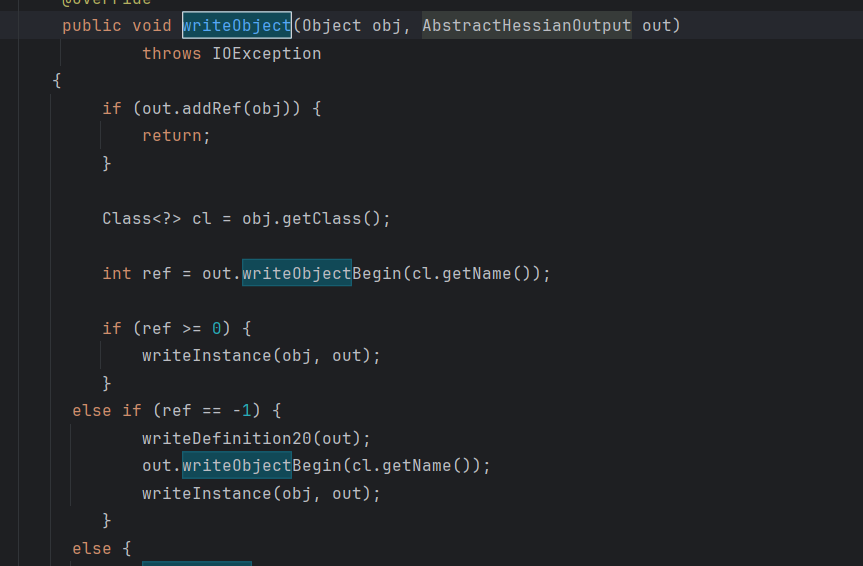 @Override
public void writeObject(Object obj, AbstractHessianOutput out)
throws IOException
{
if (out.addRef(obj)) {
return;
}
Class<?> cl = obj.getClass();
int ref = out.writeObjectBegin(cl.getName());
if (ref >= 0) {
writeInstance(obj, out);
}
else if (ref == -1) {
writeDefinition20(out);
out.writeObjectBegin(cl.getName());
writeInstance(obj, out);
}
else {